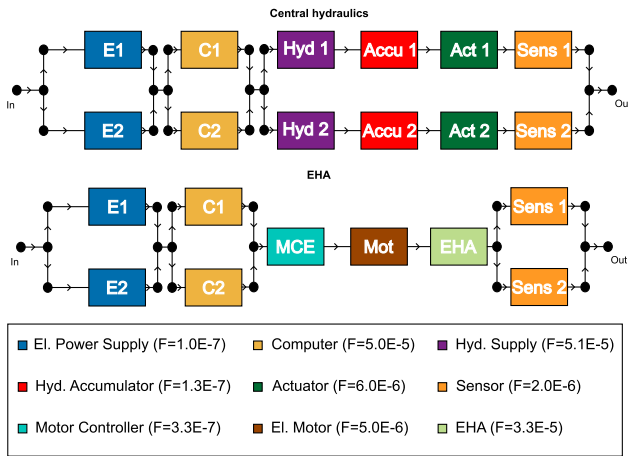 Central hydraulics
E1 C1 Hyd 1 Accu 1 Act 1 Sens 1
In Ou
E2 C2 Hyd 2 Accu 2 Act 2 Sens 2
EHA
E1 C1 Sens 1
In MCE Mot EHA Out
E2 C2 Sens 2
El. Power Supply (F=1.0E-7) Computer (F=5.0E-5) Hyd. Supply (F=5.1E-5)
Hyd. Accumulator (F=1.3E-7) Actuator (F=6.0E-6) Sensor (F=2.0E-6)
Motor Controller (F=3.3E-7) El. Motor (F=5.0E-6) EHA (F=3.3E-5)